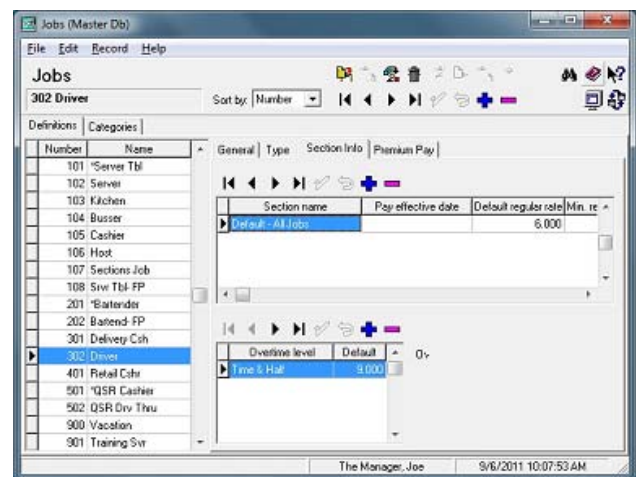 Jobs (Master Db)
File Edit Record Help
Jobs
302 Driver
Sort by: Number
Definitions Categories
Number Name
101 *Server Tbl
102 Server
103 Kitchen
104 Busser
105 Cashier
106 Host
107 Sections Job
108 Srvr Tbl- FP
201 *Bartender
202 Bartend- FP
301 Delivery Csh
302 Driver
401 Retail Cshr
501 *QSR Cashier
502 QSR Drv Thru
900 Vacation
901 Training Svr
General Type Section Info Premium Pay
Section name Pay effective date Default regular rate Min. re
Default - All Jobs 6.000
Overtime level Default
Time & Half 9.000
The Manager, Joe 9/6/2011 10:07:53 AM